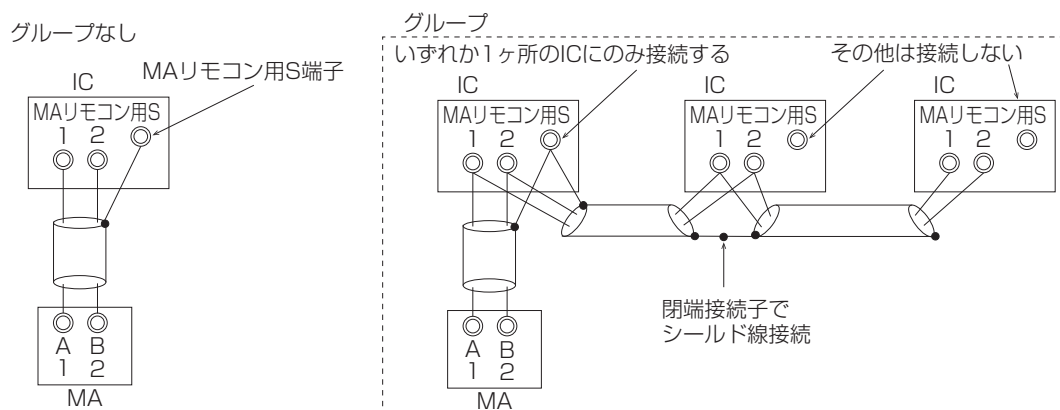 グループなし
MAリモコン用S端子
IC
MAリモコン用S
1 2
A B
1 2
MA
グループ
いずれか1ヶ所のICにのみ接続する
その他は接続しない
IC
MAリモコン用S
1 2
IC
MAリモコン用S
1 2
IC
MAリモコン用S
1 2
閉端接続子で
シールド線接続
A B
1 2
MA